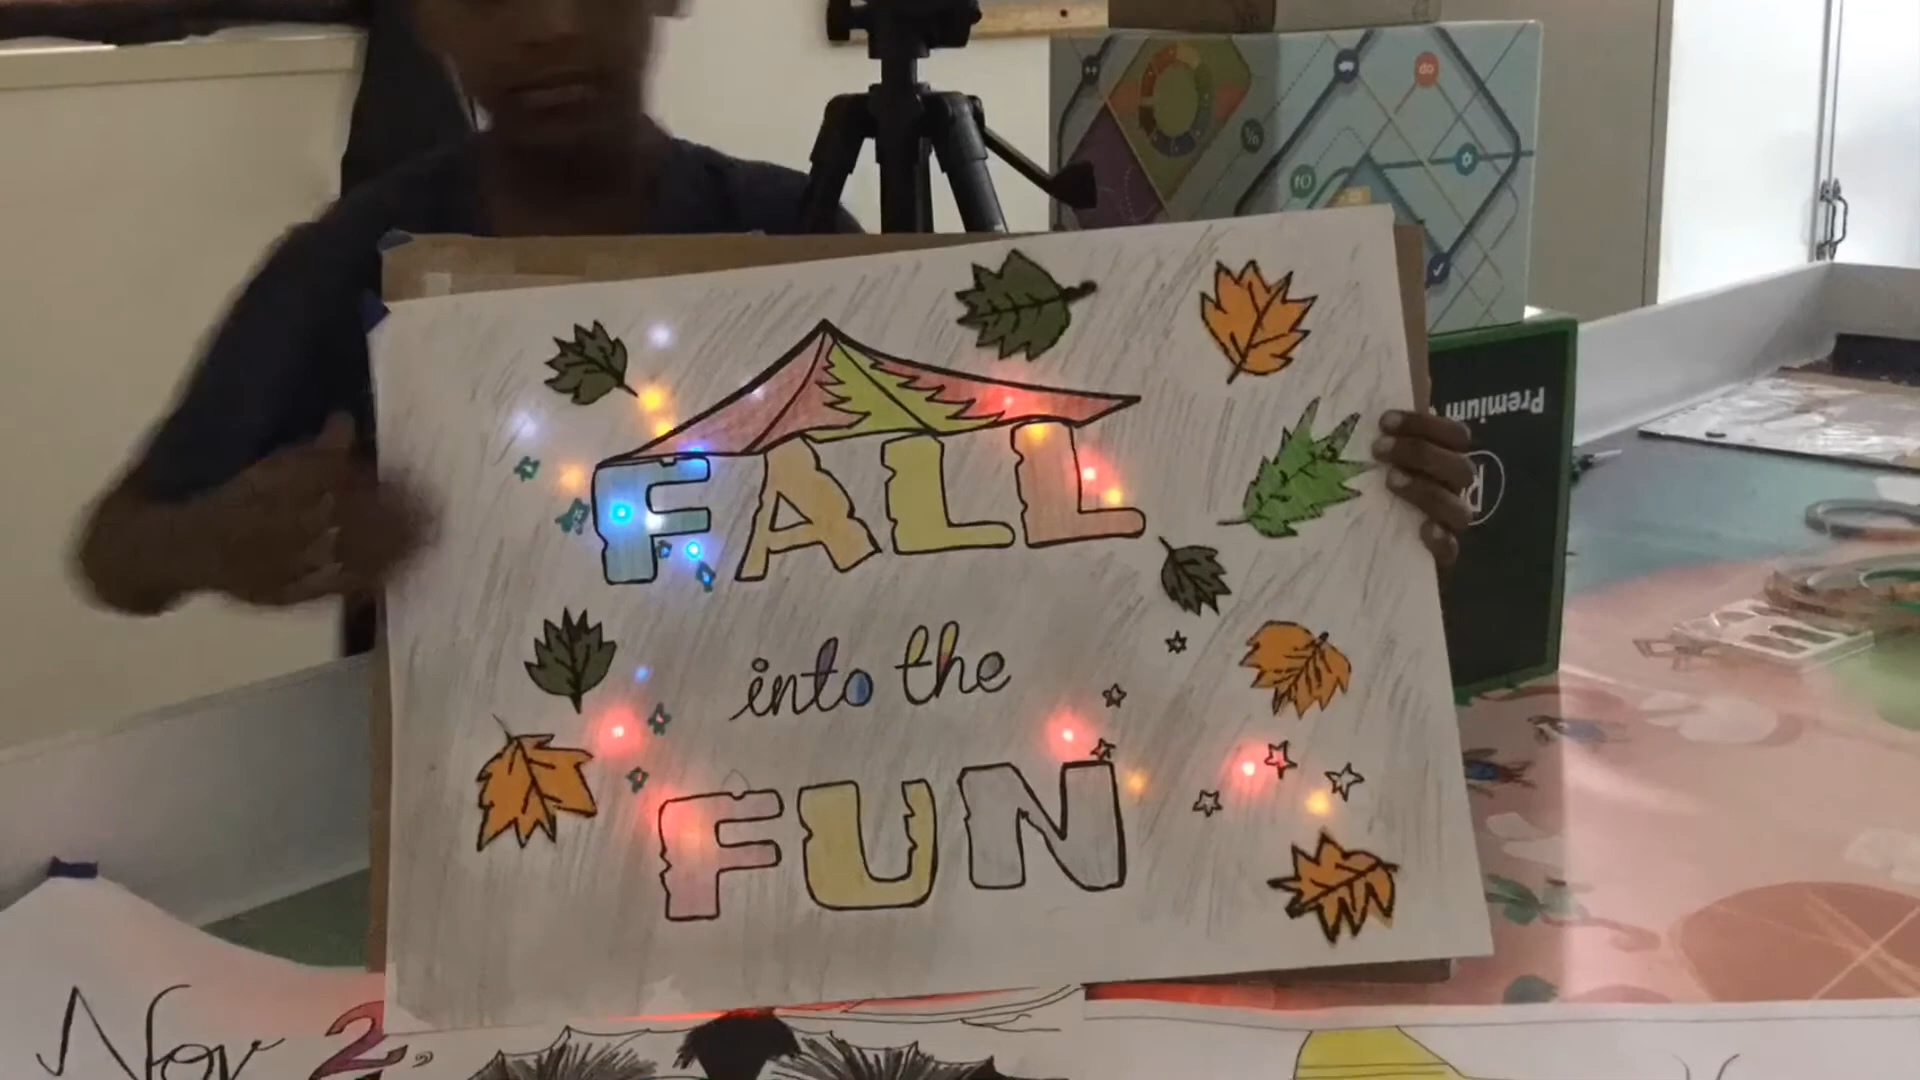 FALL
into the
FUN
Premium
Nov 2,